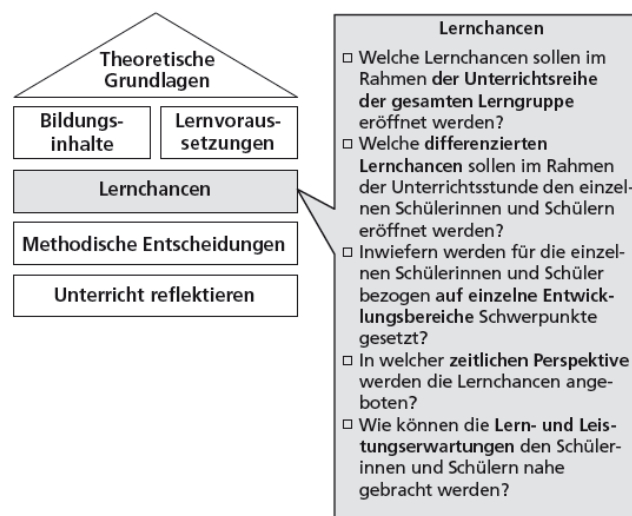 Theoretische
Grundlagen
Bildungs-
inhalte
Lernvoraus-
setzungen
Lernchancen
Methodische Entscheidungen
Unterricht reflektieren
Lernchancen
□ Welche Lernchancen sollen im
Rahmen der Unterrichtsreihe
der gesamten Lerngruppe
eröffnet werden?
□ Welche differenzierten
Lernchancen sollen im Rahmen
der Unterrichtsstunde den einzel-
nen Schülerinnen und Schülern
eröffnet werden?
□ Inwiefern werden für die einzel-
nen Schülerinnen und Schüler
bezogen auf einzelne Entwick-
lungsbereiche Schwerpunkte
gesetzt?
□ In welcher zeitlichen Perspektive
werden die Lernchancen ange-
boten?
□ Wie können die Lern- und Leis-
tungserwartungen den Schüler-
innen und Schülern nahe
gebracht werden?